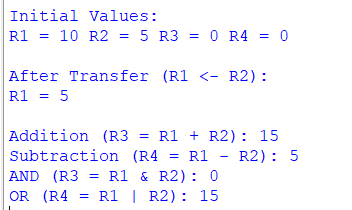 Initial Values:
R1 = 10 R2 = 5 R3 = 0 R4 = 0
After Transfer (R1 <- R2):
R1 = 5
Addition (R3 = R1 + R2): 15
Subtraction (R4 = R1 - R2): 5
AND (R3 = R1 & R2): 0
OR (R4 = R1 | R2): 15